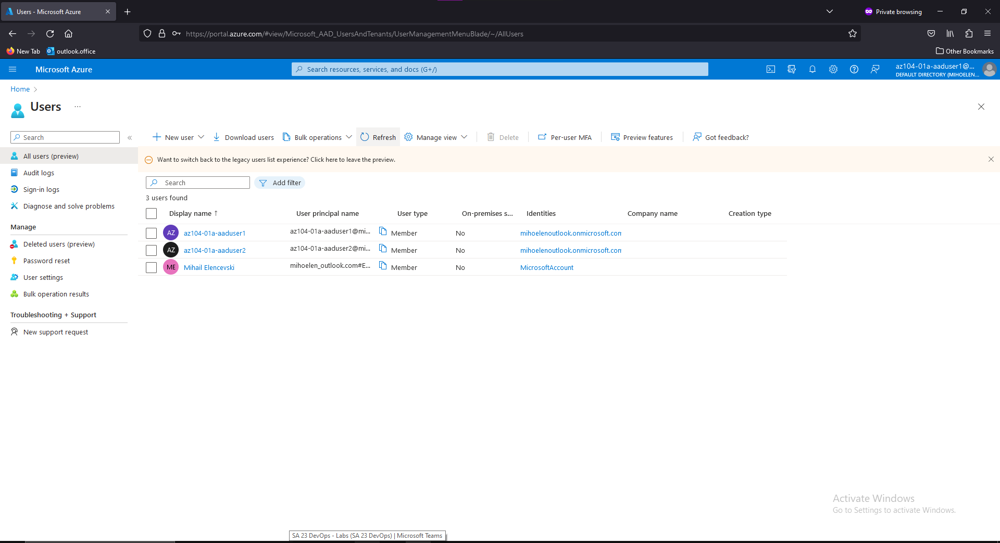 Users - Microsoft Azure
Private browsing
https://portal.azure.com/#view/Microsoft_AAD_UsersAndTenants/UserManagementMenuBlade/~/AllUsers
New Tab
outlook.office
Other Bookmarks
Microsoft Azure
Search resources, services, and docs (G+/)
az104-01a-aaduser1@...
DEFAULT DIRECTORY (MIHOELEN...
Home
Users
...
Search
«
New user
Download users
Bulk operations
Refresh
Manage view
Delete
Per-user MFA
Preview features
Got feedback?
All users (preview)
Audit logs
Sign-in logs
Diagnose and solve problems
Manage
Deleted users (preview)
Password reset
User settings
Bulk operation results
Troubleshooting + Support
New support request
Want to switch back to the legacy users list experience? Click here to leave the preview.
Search
Add filter
3 users found
Display name ↑ User principal name User type On-premises s... Identities Company name Creation type
AZ az104-01a-aaduser1 az104-01a-aaduser1@mi... Member No mihoelenoutlook.onmicrosoft.com
AZ az104-01a-aaduser2 az104-01a-aaduser2@mi... Member No mihoelenoutlook.onmicrosoft.com
ME Mihail Elencevski mihoelen_outlook.com#E... Member No MicrosoftAccount
Activate Windows
Go to Settings to activate Windows.
SA 23 DevOps - Labs (SA 23 DevOps) | Microsoft Teams